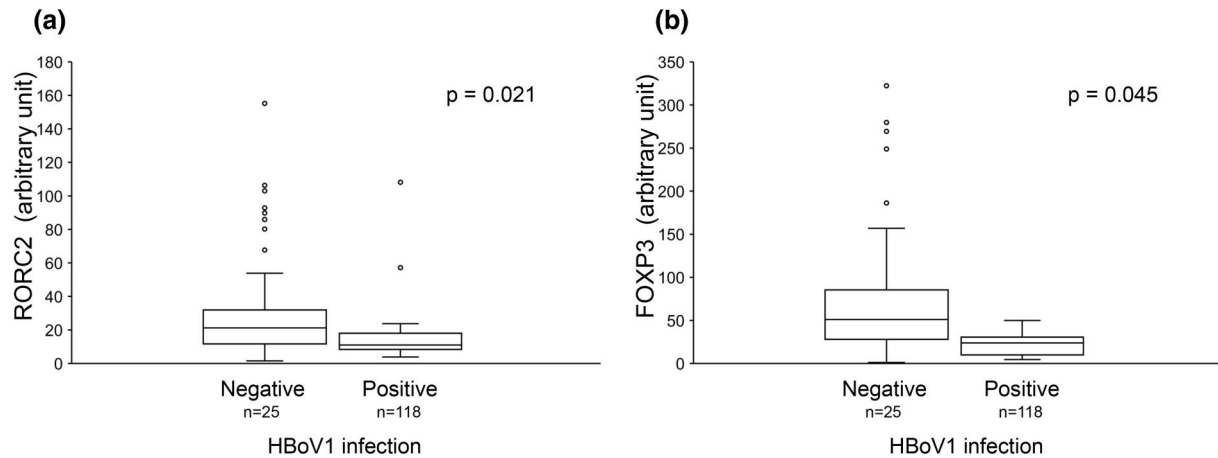 (a)
RORC2 (arbitrary unit)
180
160
140
120
100
80
60
40
20
0
p = 0.021
Negative
n=25
Positive
n=118
HBoV1 infection
(b)
FOXP3 (arbitrary unit)
350
300
250
200
150
100
50
0
p = 0.045
Negative
n=25
Positive
n=118
HBoV1 infection